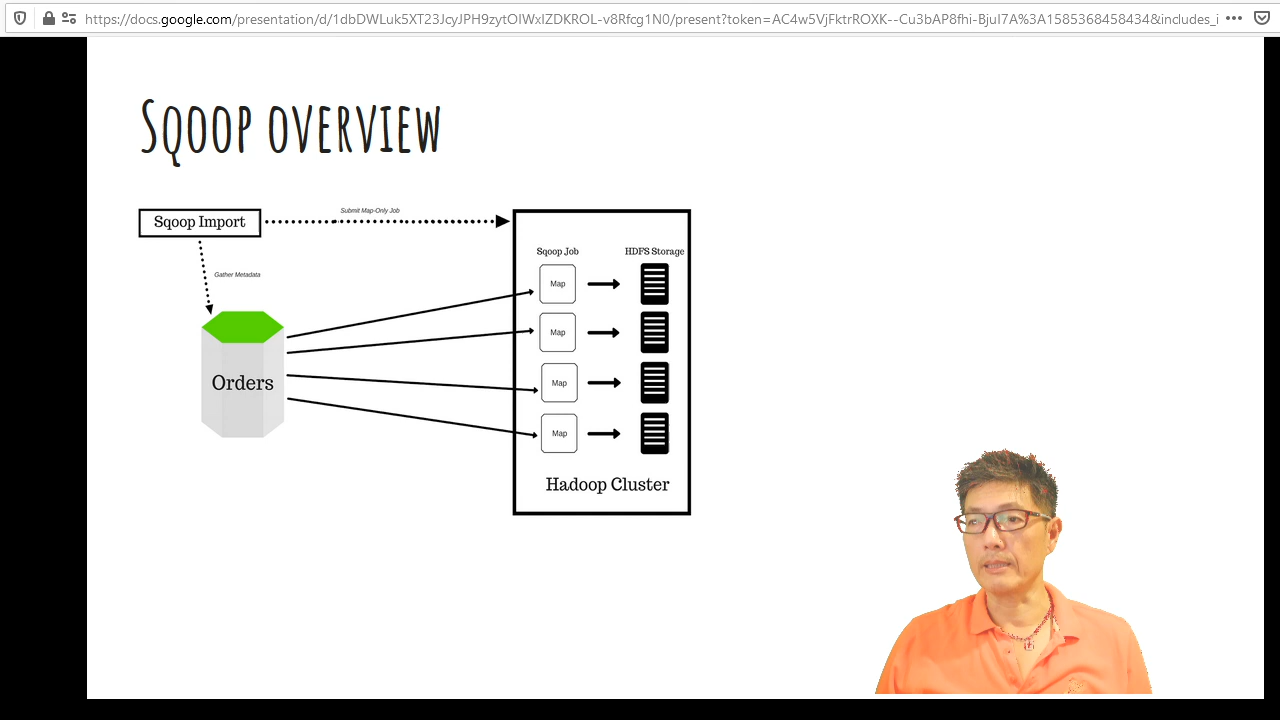 https://docs.google.com/presentation/d/1dbDWLuk5XT23JcyJPH9zytOIWxIZDKROL-v8Rfcg1N0/present?token=AC4w5VjFktrROXK--Cu3bAP8fhi-BjuI7A%3A1585368458434&includes_i
Sqoop overview
Sqoop Import
Submit Map-Only Job
Gather Metadata
Sqoop Job
HDFS Storage
Map
Map
Orders
Map
Map
Hadoop Cluster